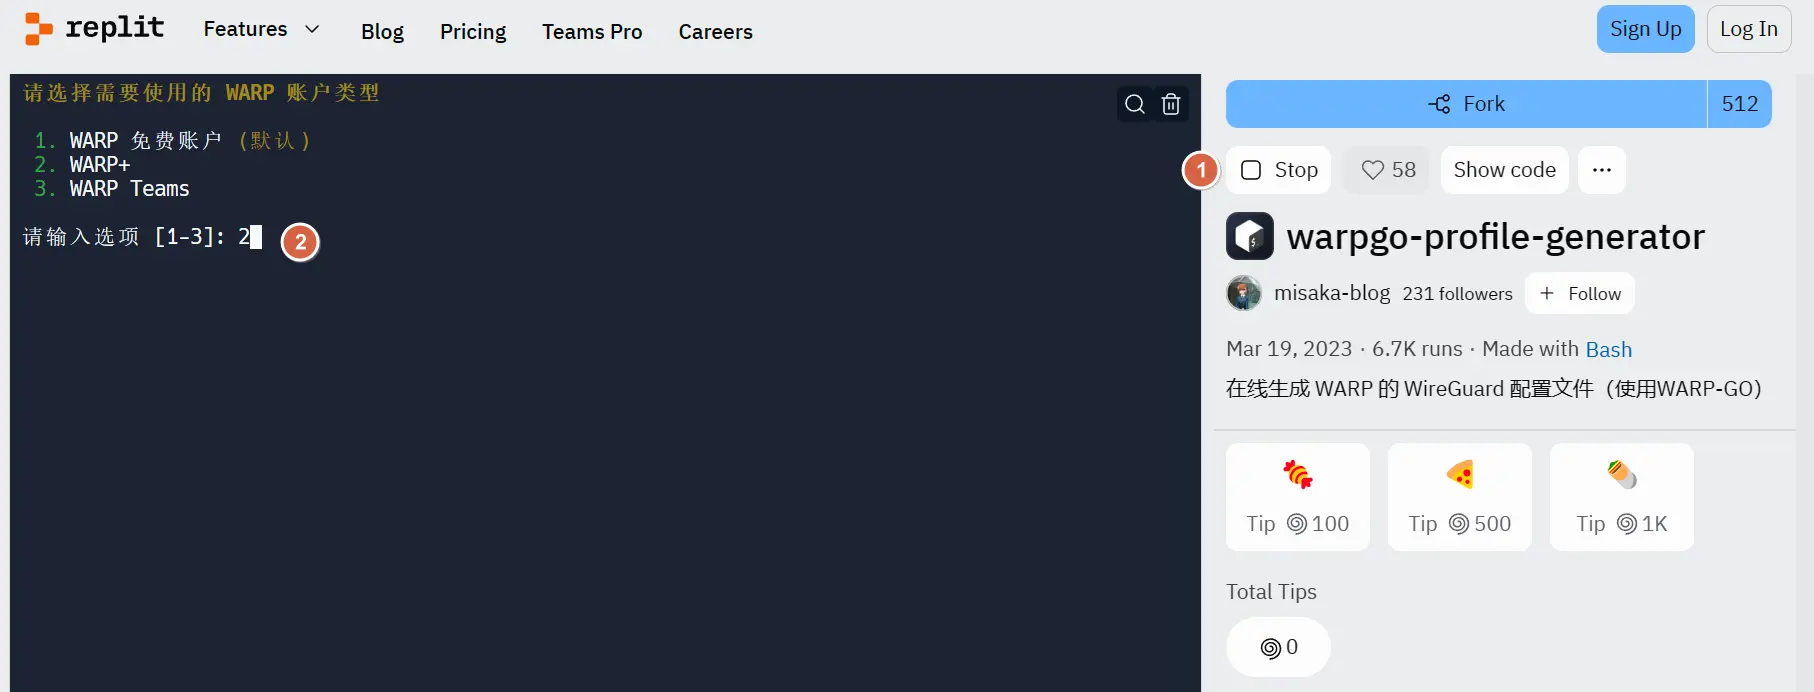 replit Features Blog Pricing Teams Pro Careers Sign Up Log In
请选择需要使用的 WARP 账户类型
1. WARP 免费账户 (默认)
2. WARP+
3. WARP Teams
请输入选项 [1-3]: 2
2
Fork 512
1
Stop 58 Show code ...
warpgo-profile-generator
misaka-blog 231 followers + Follow
Mar 19, 2023 · 6.7K runs · Made with Bash
在线生成 WARP 的 WireGuard 配置文件（使用WARP-GO）
Tip 100 Tip 500 Tip 1K
Total Tips
0